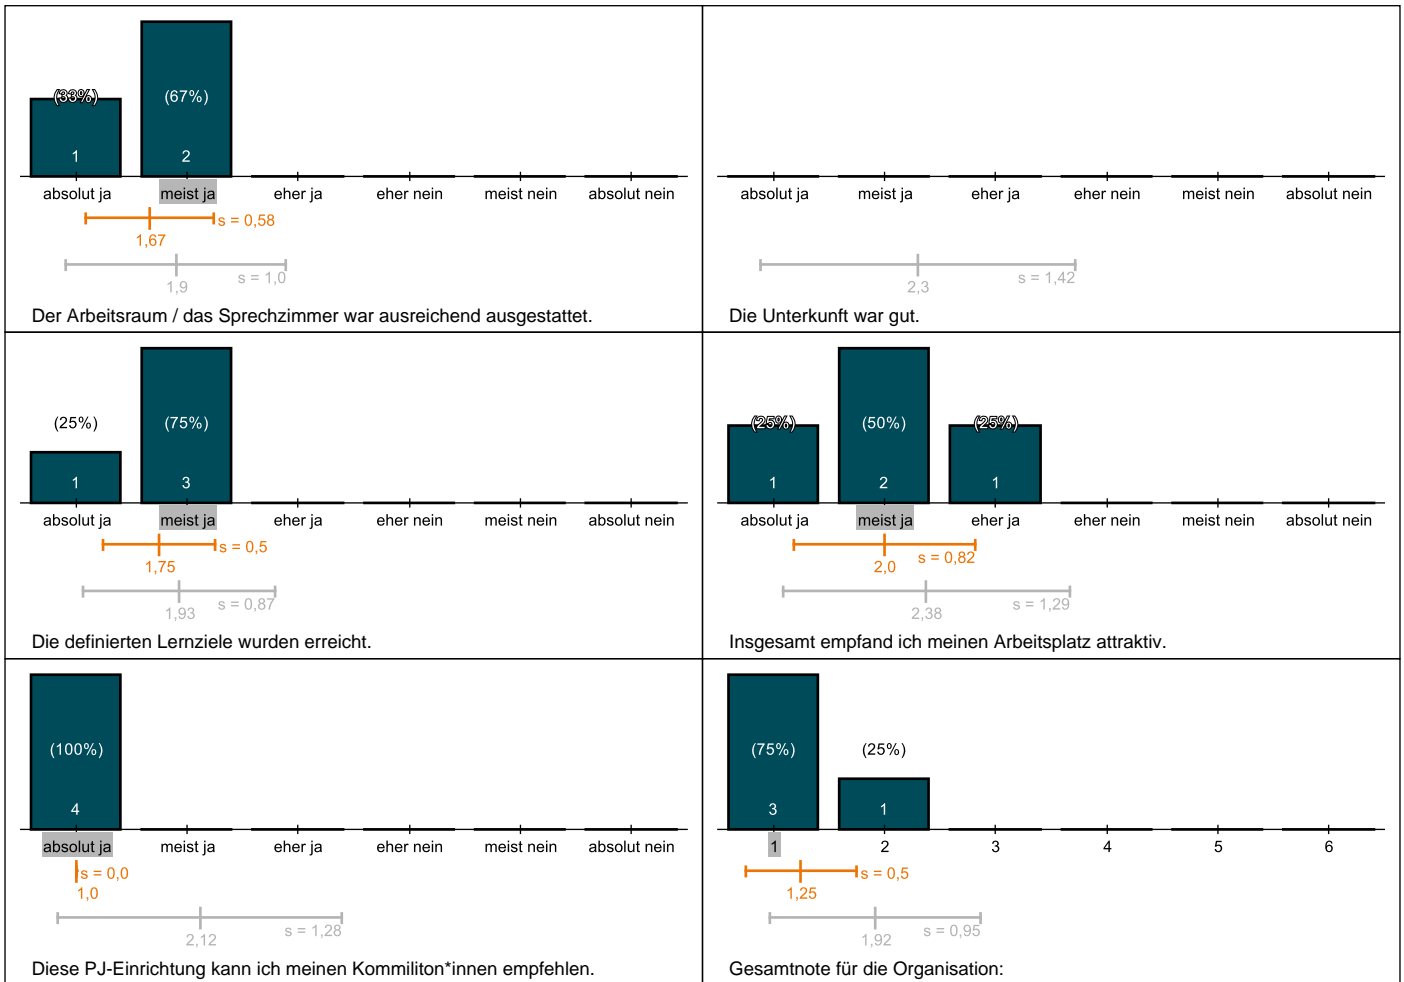 (33%) (67%)
1 2
absolut ja meist ja eher ja eher nein meist nein absolut nein
s = 0,58
1,67
s = 1,0
1,9
Der Arbeitsraum / das Sprechzimmer war ausreichend ausgestattet.
absolut ja meist ja eher ja eher nein meist nein absolut nein
s = 1,42
2,3
Die Unterkunft war gut.
(25%) (75%)
1 3
absolut ja meist ja eher ja eher nein meist nein absolut nein
s = 0,5
1,75
s = 0,87
1,93
Die definierten Lernziele wurden erreicht.
(25%) (50%) (25%)
1 2 1
absolut ja meist ja eher ja eher nein meist nein absolut nein
s = 0,82
2,0
s = 1,29
2,38
Insgesamt empfand ich meinen Arbeitsplatz attraktiv.
(100%)
4
absolut ja meist ja eher ja eher nein meist nein absolut nein
s = 0,0
1,0
s = 1,28
2,12
Diese PJ-Einrichtung kann ich meinen Kommiliton*innen empfehlen.
(75%) (25%)
3 1
1 2 3 4 5 6
s = 0,5
1,25
s = 0,95
1,92
Gesamtnote für die Organisation: